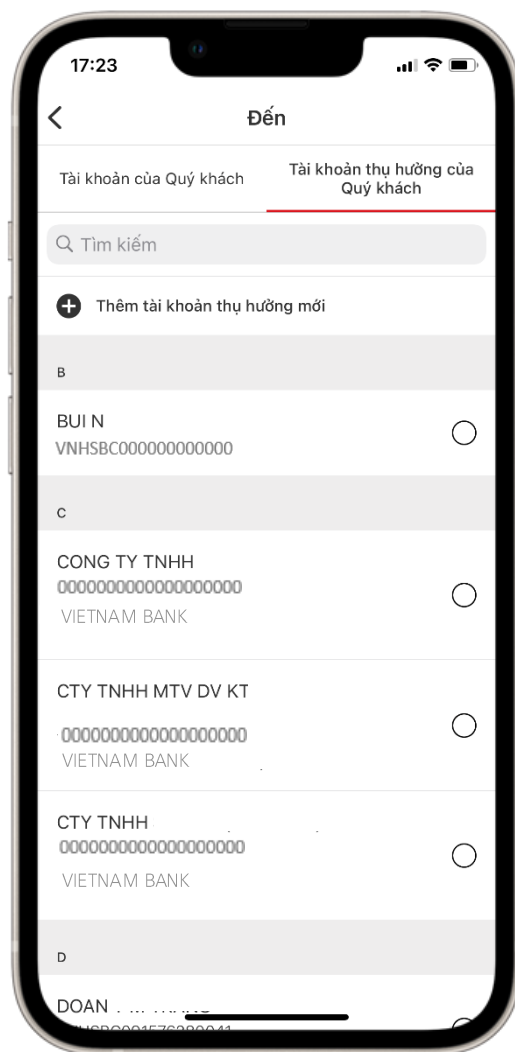 17:23
Đến
Tài khoản của Quý khách
Tài khoản thụ hưởng của
Quý khách
Tìm kiếm
Thêm tài khoản thụ hưởng mới
B
BUI N
VNHSBC000000000000
C
CONG TY TNHH
0000000000000000000
VIETNAM BANK
CTY TNHH MTV DV KT
0000000000000000000
VIETNAM BANK
CTY TNHH
0000000000000000000
VIETNAM BANK
D
DOAN